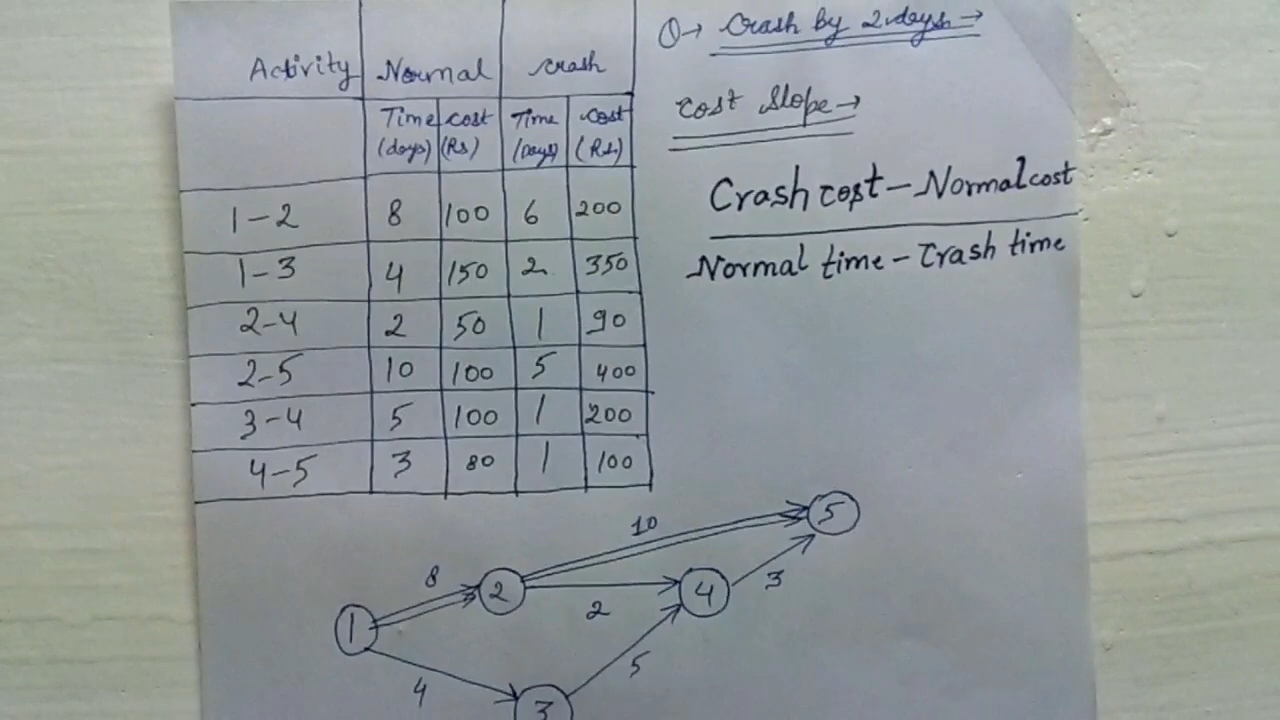 Activity Normal crash
Time cost Time cost
(days) (Rs) (Days) (Rs.)
1-2 8 100 6 200
1-3 4 150 2 350
2-4 2 50 1 90
2-5 10 100 5 400
3-4 5 100 1 200
4-5 3 80 1 100
Q→ Crash by 2 days→
Cost Slope→
Crash cost - Normal cost
Normal time - Crash time
10
5
8
2
4
3
1
2
5
4
3